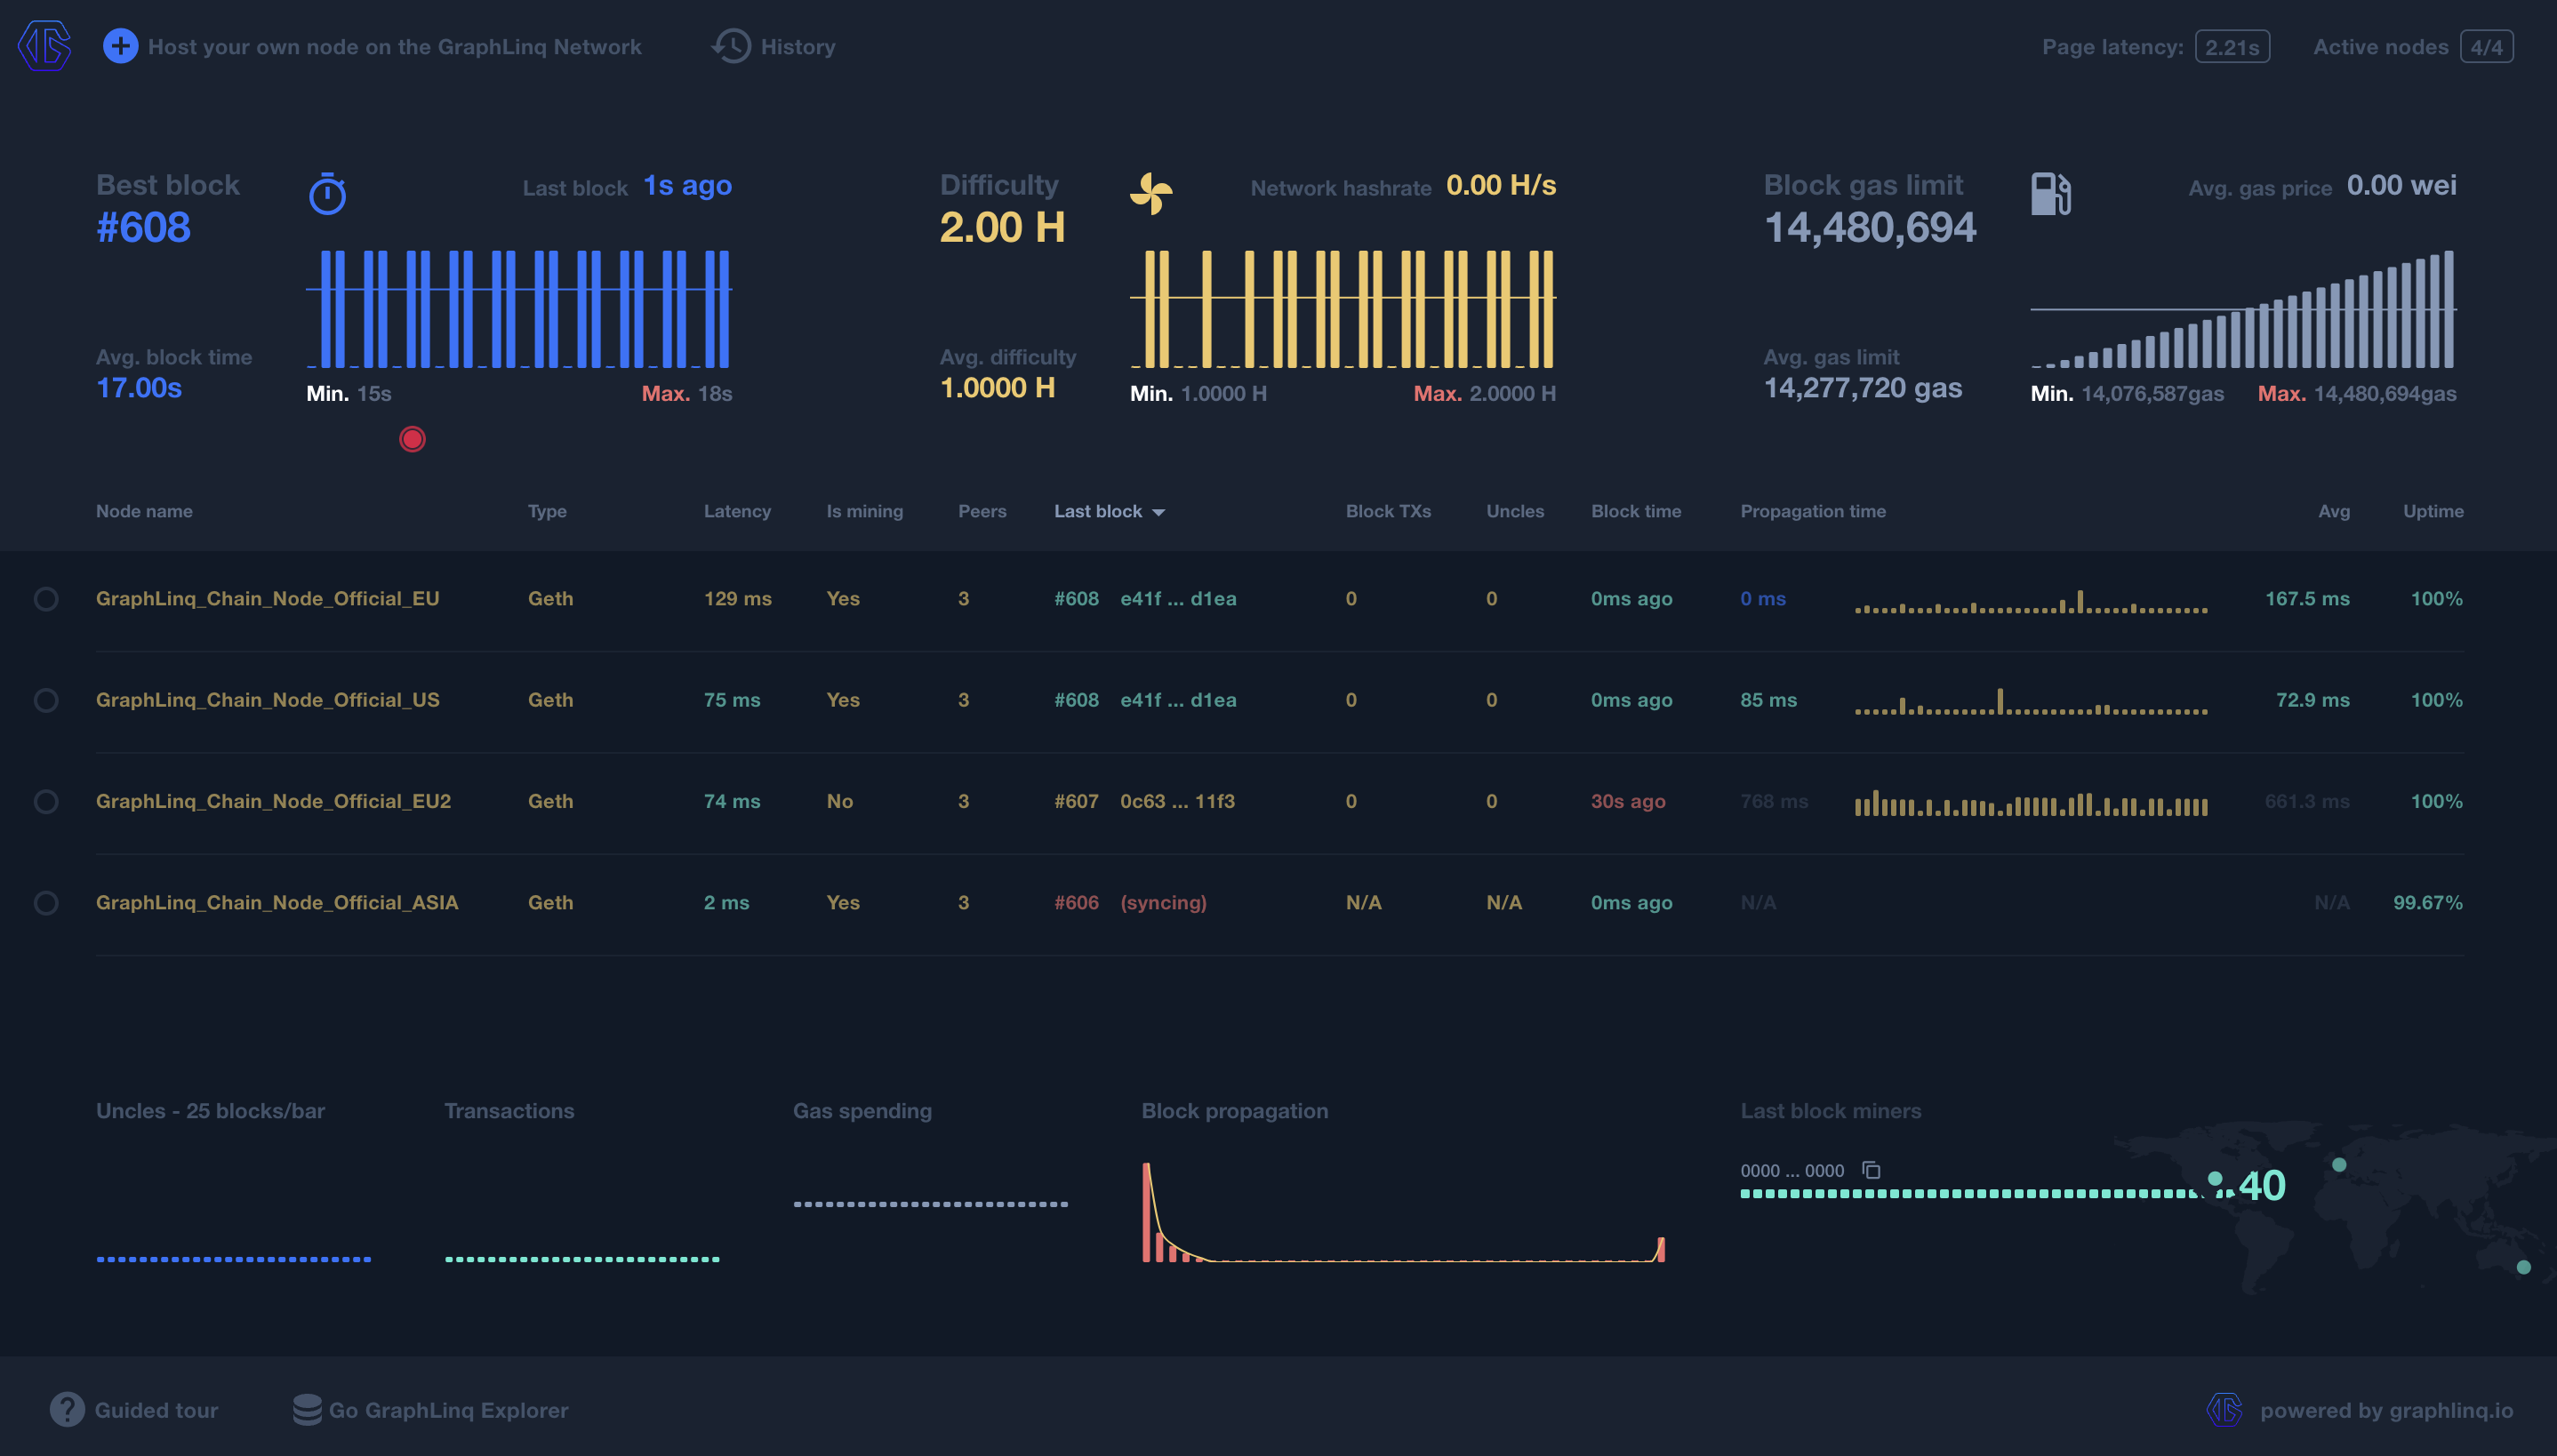 Host your own node on the GraphLinq Network History Page latency: 2.21s Active nodes 4/4
Best block
#608
Last block 1s ago
Avg. block time
17.00s
Min. 15s Max. 18s
Difficulty
2.00 H
Network hashrate 0.00 H/s
Avg. difficulty
1.0000 H
Min. 1.0000 H Max. 2.0000 H
Block gas limit
14,480,694
Avg. gas price 0.00 wei
Avg. gas limit
14,277,720 gas
Min. 14,076,587gas Max. 14,480,694gas
Node name Type Latency Is mining Peers Last block Block TXs Uncles Block time Propagation time Avg Uptime
GraphLinq_Chain_Node_Official_EU Geth 129 ms Yes 3 #608 e41f ... d1ea 0 0 0ms ago 0 ms 167.5 ms 100%
GraphLinq_Chain_Node_Official_US Geth 75 ms Yes 3 #608 e41f ... d1ea 0 0 0ms ago 85 ms 72.9 ms 100%
GraphLinq_Chain_Node_Official_EU2 Geth 74 ms No 3 #607 0c63 ... 11f3 0 0 30s ago 768 ms 661.3 ms 100%
GraphLinq_Chain_Node_Official_ASIA Geth 2 ms Yes 3 #606 (syncing) N/A N/A 0ms ago N/A N/A 99.67%
Uncles - 25 blocks/bar Transactions Gas spending Block propagation Last block miners
0000 ... 0000
40
Guided tour Go GraphLinq Explorer powered by graphlinq.io